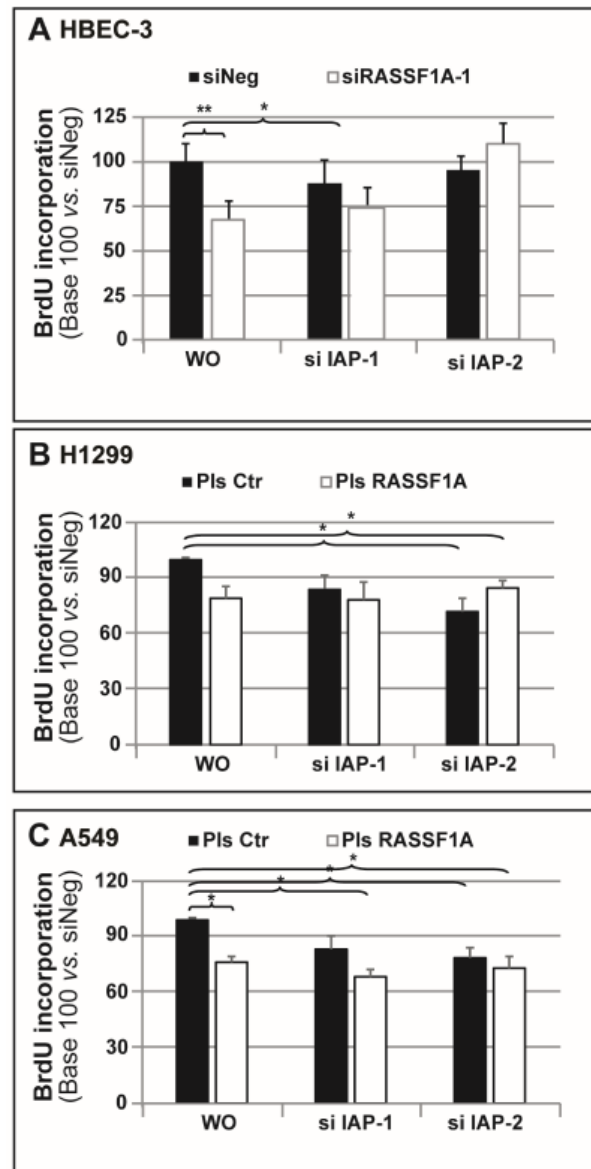 A HBEC-3
■siNeg □siRASSF1A-1
BrdU incorporation
(Base 100 vs. siNeg)
125
100
75
50
25
0
** *
WO si IAP-1 si IAP-2
B H1299
■Pls Ctr □Pls RASSF1A
BrdU incorporation
(Base 100 vs. siNeg)
120
90
60
30
0
*
*
WO si IAP-1 si IAP-2
C A549
■Pls Ctr □Pls RASSF1A
BrdU incorporation
(Base 100 vs. siNeg)
120
90
60
30
0
*
*
*
*
WO si IAP-1 si IAP-2